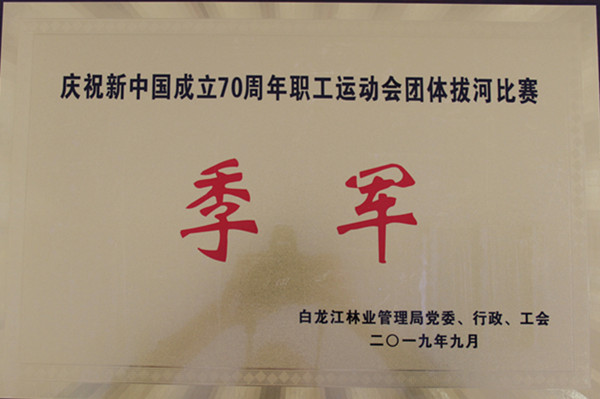 庆祝新中国成立70周年职工运动会团体拔河比赛
季军
白龙江林业管理局党委、行政、工会
二〇一九年九月